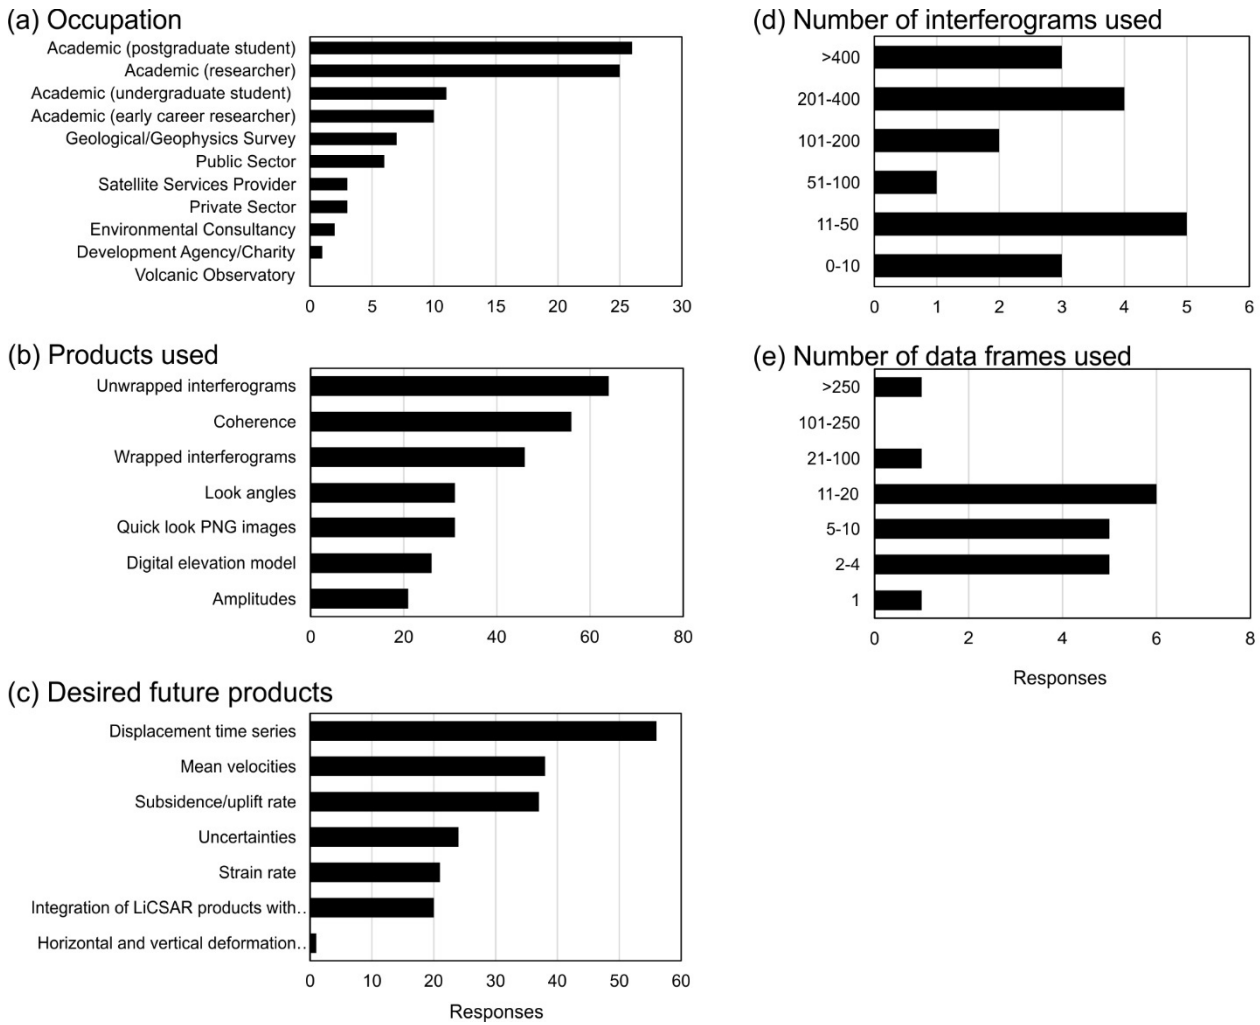 (a) Occupation
Academic (postgraduate student)
Academic (researcher)
Academic (undergraduate student)
Academic (early career researcher)
Geological/Geophysics Survey
Public Sector
Satellite Services Provider
Private Sector
Environmental Consultancy
Development Agency/Charity
Volcanic Observatory
0 5 10 15 20 25 30
(b) Products used
Unwrapped interferograms
Coherence
Wrapped interferograms
Look angles
Quick look PNG images
Digital elevation model
Amplitudes
0 20 40 60 80
(c) Desired future products
Displacement time series
Mean velocities
Subsidence/uplift rate
Uncertainties
Strain rate
Integration of LiCSAR products with..
Horizontal and vertical deformation..
0 10 20 30 40 50 60
Responses
(d) Number of interferograms used
>400
201-400
101-200
51-100
11-50
0-10
0 1 2 3 4 5 6
(e) Number of data frames used
>250
101-250
21-100
11-20
5-10
2-4
1
0 2 4 6 8
Responses